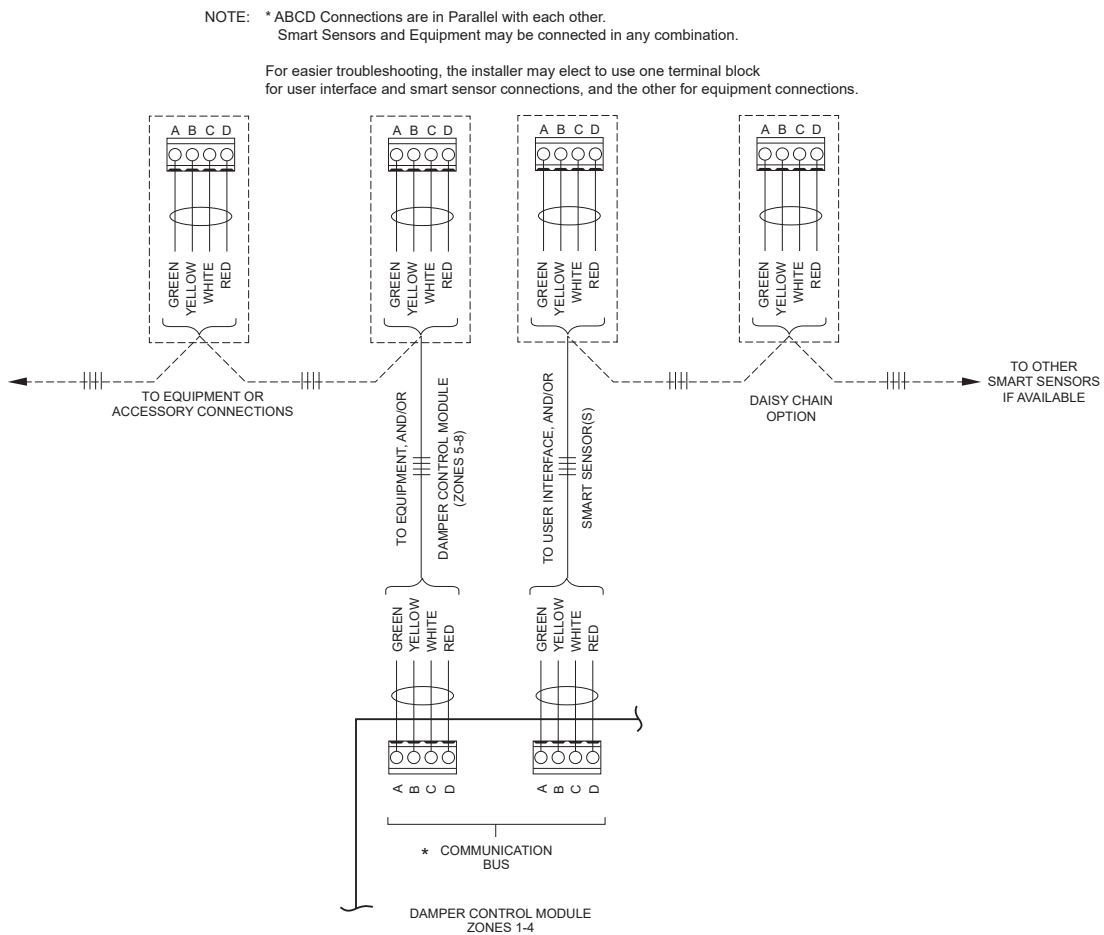 NOTE: * ABCD Connections are in Parallel with each other.
Smart Sensors and Equipment may be connected in any combination.
For easier troubleshooting, the installer may elect to use one terminal block
for user interface and smart sensor connections, and the other for equipment connections.
A B C D
A B C D
A B C D
A B C D
GREEN
YELLOW
WHITE
RED
GREEN
YELLOW
WHITE
RED
GREEN
YELLOW
WHITE
RED
GREEN
YELLOW
WHITE
RED
TO EQUIPMENT OR
ACCESSORY CONNECTIONS
TO EQUIPMENT, AND/OR
DAMPER CONTROL MODULE
(ZONES 5-8)
TO USER INTERFACE, AND/OR
SMART SENSOR(S)
DAISY CHAIN
OPTION
TO OTHER
SMART SENSORS
IF AVAILABLE
GREEN
YELLOW
WHITE
RED
GREEN
YELLOW
WHITE
RED
A B C D
A B C D
* COMMUNICATION
BUS
DAMPER CONTROL MODULE
ZONES 1-4